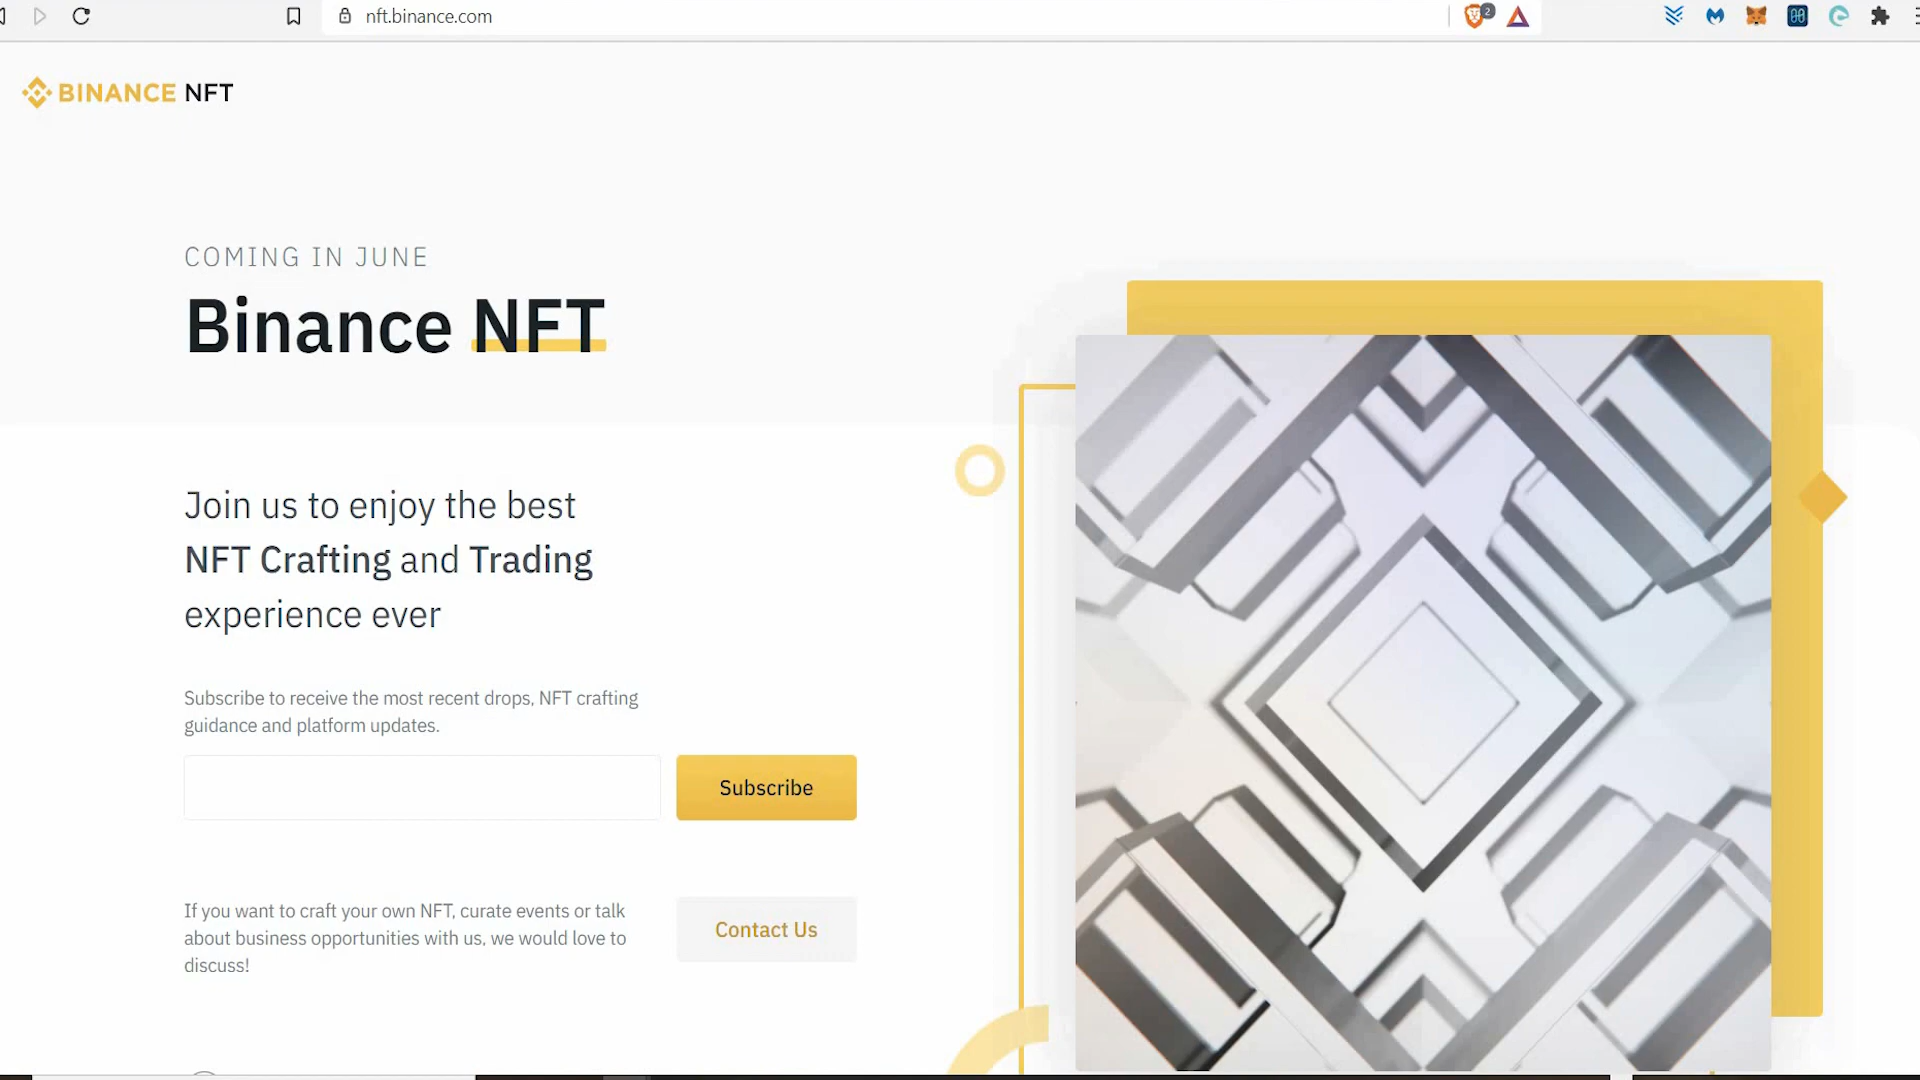 nft.binance.com
2
BINANCE NFT
COMING IN JUNE
Binance NFT
Join us to enjoy the best
NFT Crafting and Trading
experience ever
Subscribe to receive the most recent drops, NFT crafting
guidance and platform updates.
Subscribe
If you want to craft your own NFT, curate events or talk
about business opportunities with us, we would love to
discuss!
Contact Us